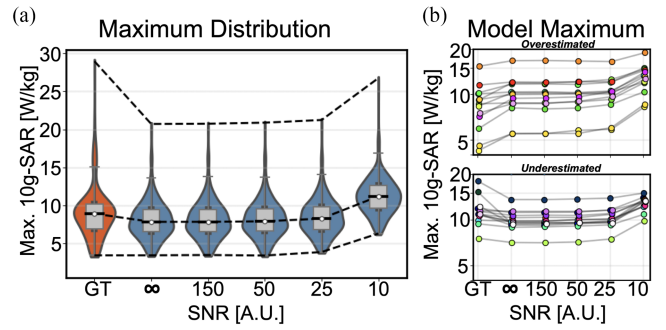 (a)
Maximum Distribution
Max. 10g-SAR [W/kg]
30
25
20
15
10
5
GT ∞ 150 50 25 10
SNR [A.U.]
(b)
Model Maximum
Overestimated
Max. 10g-SAR [W/kg]
20
15
10
5
Underestimated
20
15
10
5
GT ∞ 150 50 25 10
SNR [A.U.]